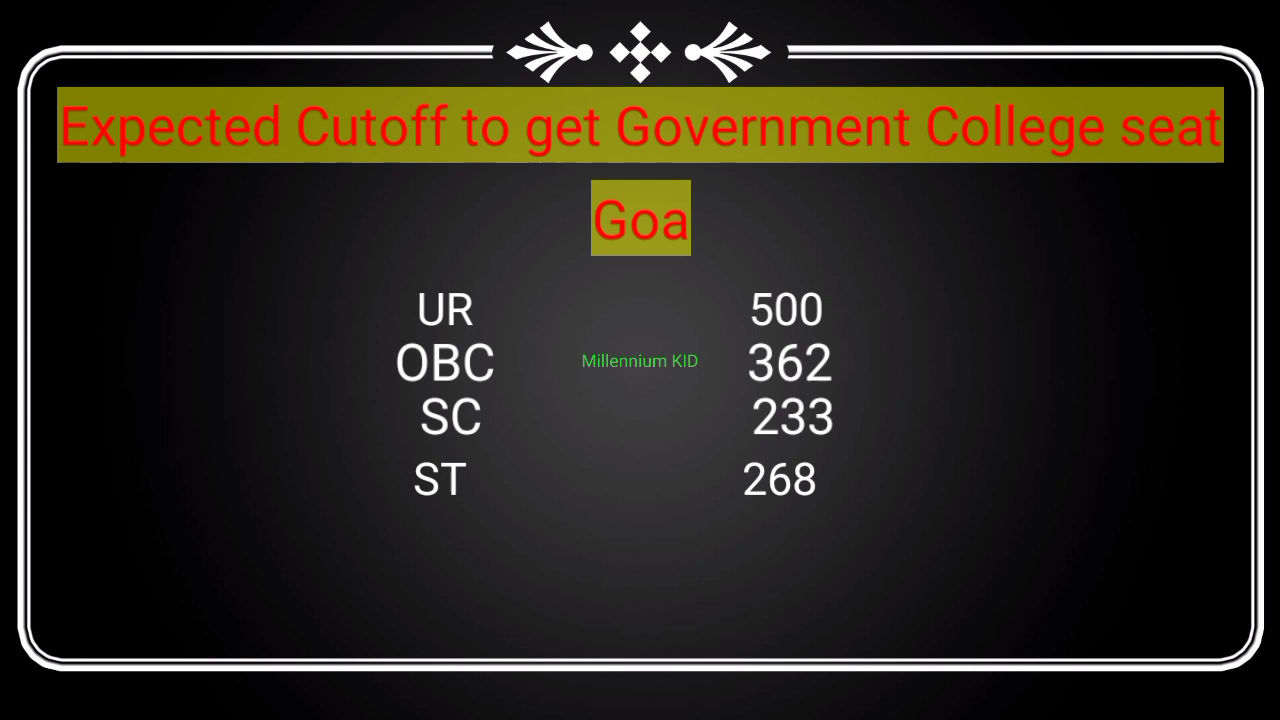 Expected Cutoff to get Government College seat
Goa
UR 500
OBC Millennium KID 362
SC 233
ST 268